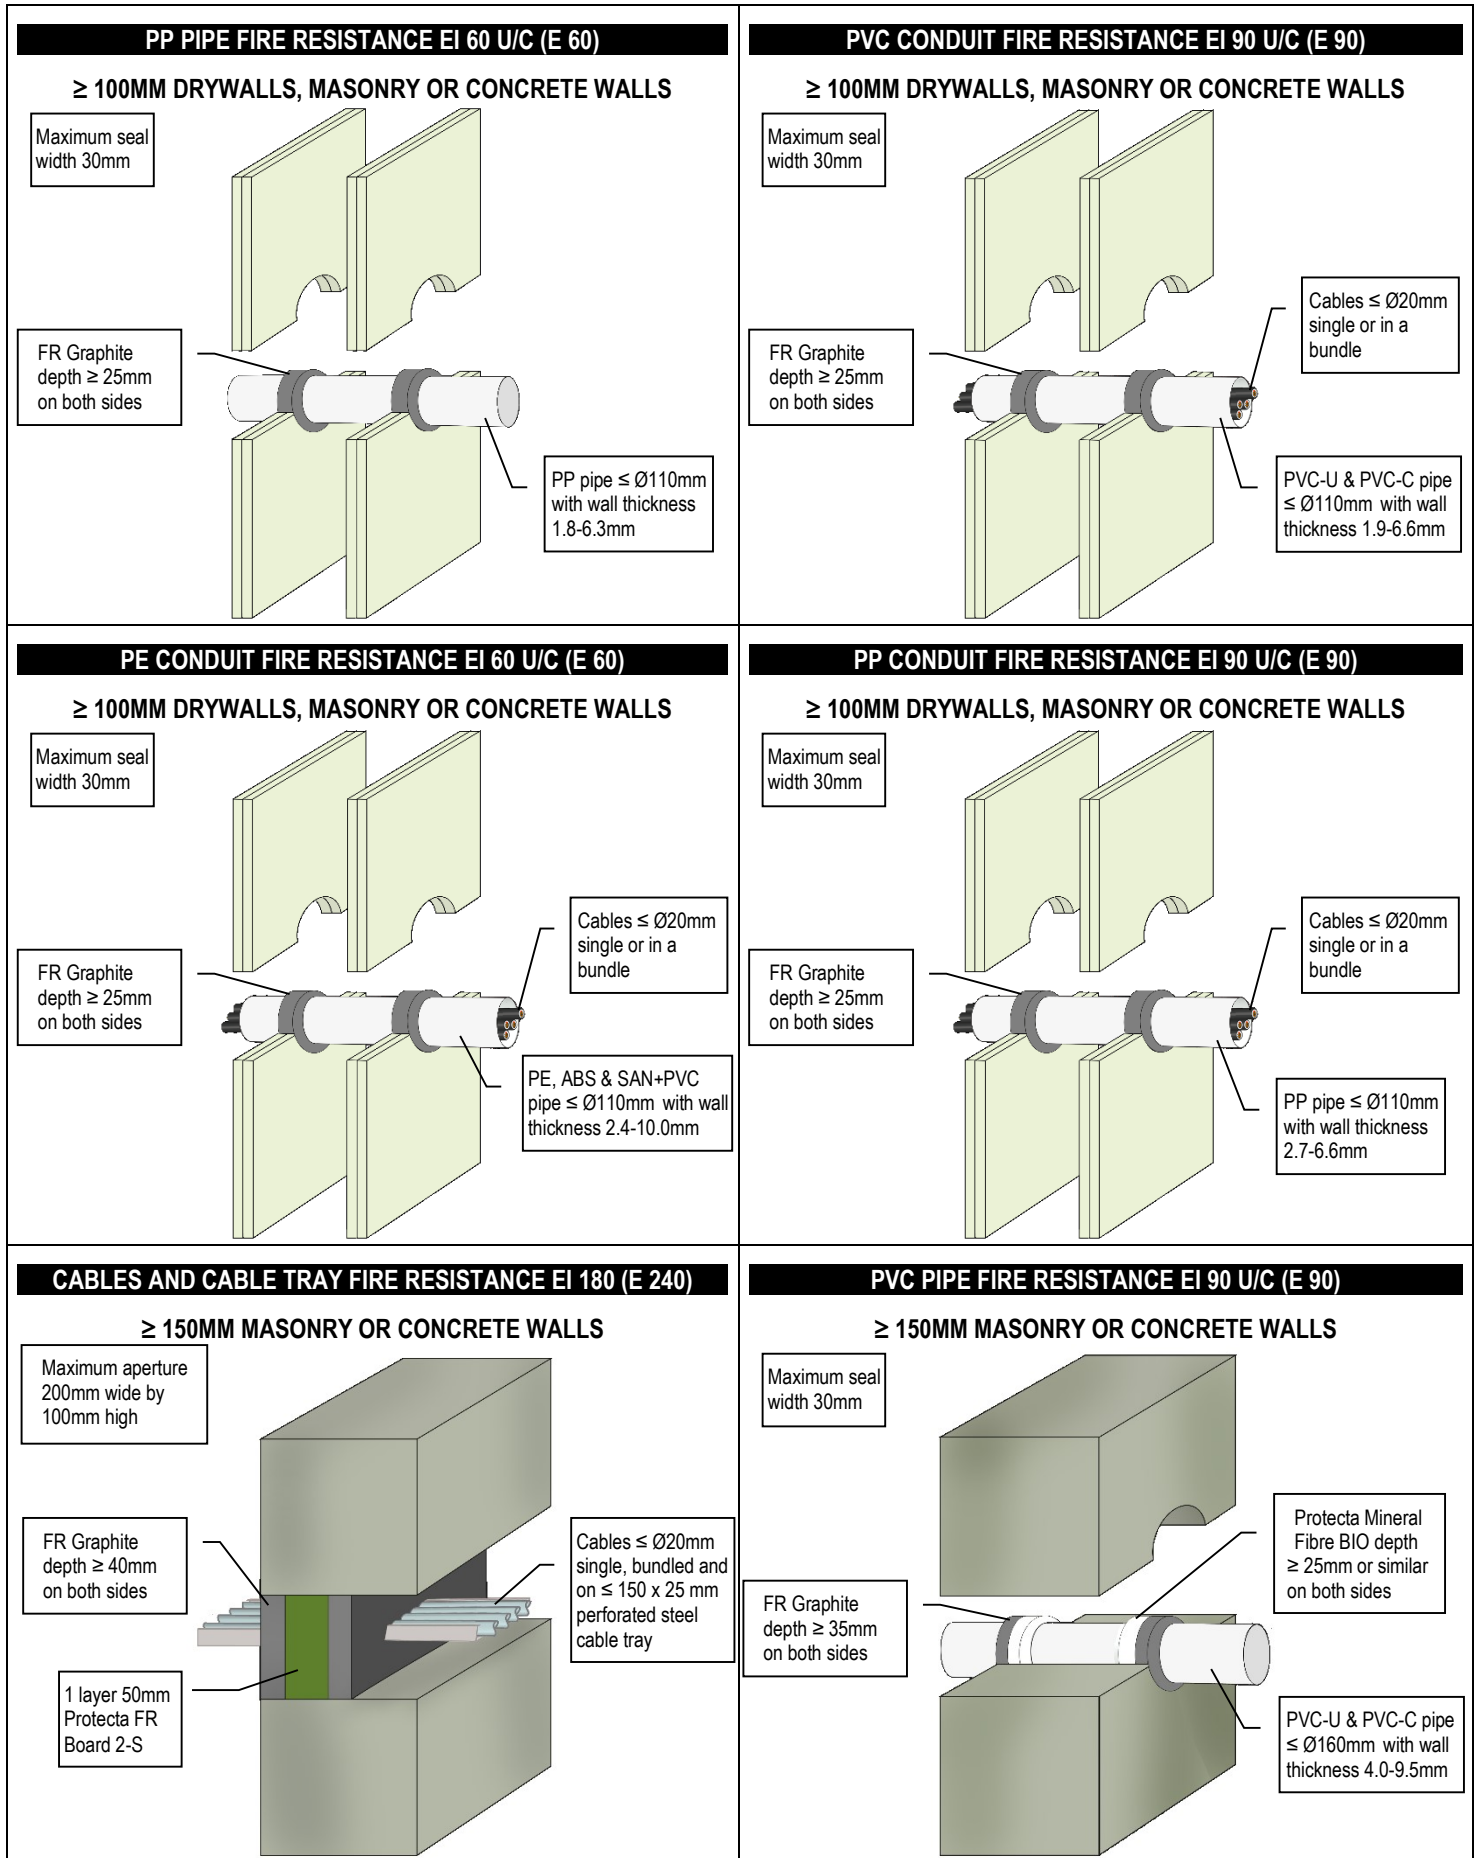 PP PIPE FIRE RESISTANCE EI 60 U/C (E 60)
≥ 100MM DRYWALLS, MASONRY OR CONCRETE WALLS
Maximum seal
width 30mm
FR Graphite
depth ≥ 25mm
on both sides
PP pipe ≤ Ø110mm
with wall thickness
1.8-6.3mm
PVC CONDUIT FIRE RESISTANCE EI 90 U/C (E 90)
≥ 100MM DRYWALLS, MASONRY OR CONCRETE WALLS
Maximum seal
width 30mm
Cables ≤ Ø20mm
single or in a
bundle
FR Graphite
depth ≥ 25mm
on both sides
PVC-U & PVC-C pipe
≤ Ø110mm with wall
thickness 1.9-6.6mm
PE CONDUIT FIRE RESISTANCE EI 60 U/C (E 60)
≥ 100MM DRYWALLS, MASONRY OR CONCRETE WALLS
Maximum seal
width 30mm
Cables ≤ Ø20mm
single or in a
bundle
FR Graphite
depth ≥ 25mm
on both sides
PE, ABS & SAN+PVC
pipe ≤ Ø110mm with wall
thickness 2.4-10.0mm
PP CONDUIT FIRE RESISTANCE EI 90 U/C (E 90)
≥ 100MM DRYWALLS, MASONRY OR CONCRETE WALLS
Maximum seal
width 30mm
Cables ≤ Ø20mm
single or in a
bundle
FR Graphite
depth ≥ 25mm
on both sides
PP pipe ≤ Ø110mm
with wall thickness
2.7-6.6mm
CABLES AND CABLE TRAY FIRE RESISTANCE EI 180 (E 240)
≥ 150MM MASONRY OR CONCRETE WALLS
Maximum aperture
200mm wide by
100mm high
FR Graphite
depth ≥ 40mm
on both sides
Cables ≤ Ø20mm
single, bundled and
on ≤ 150 x 25 mm
perforated steel
cable tray
1 layer 50mm
Protecta FR
Board 2-S
PVC PIPE FIRE RESISTANCE EI 90 U/C (E 90)
≥ 150MM MASONRY OR CONCRETE WALLS
Maximum seal
width 30mm
Protecta Mineral
Fibre BIO depth
≥ 25mm or similar
on both sides
FR Graphite
depth ≥ 35mm
on both sides
PVC-U & PVC-C pipe
≤ Ø160mm with wall
thickness 4.0-9.5mm